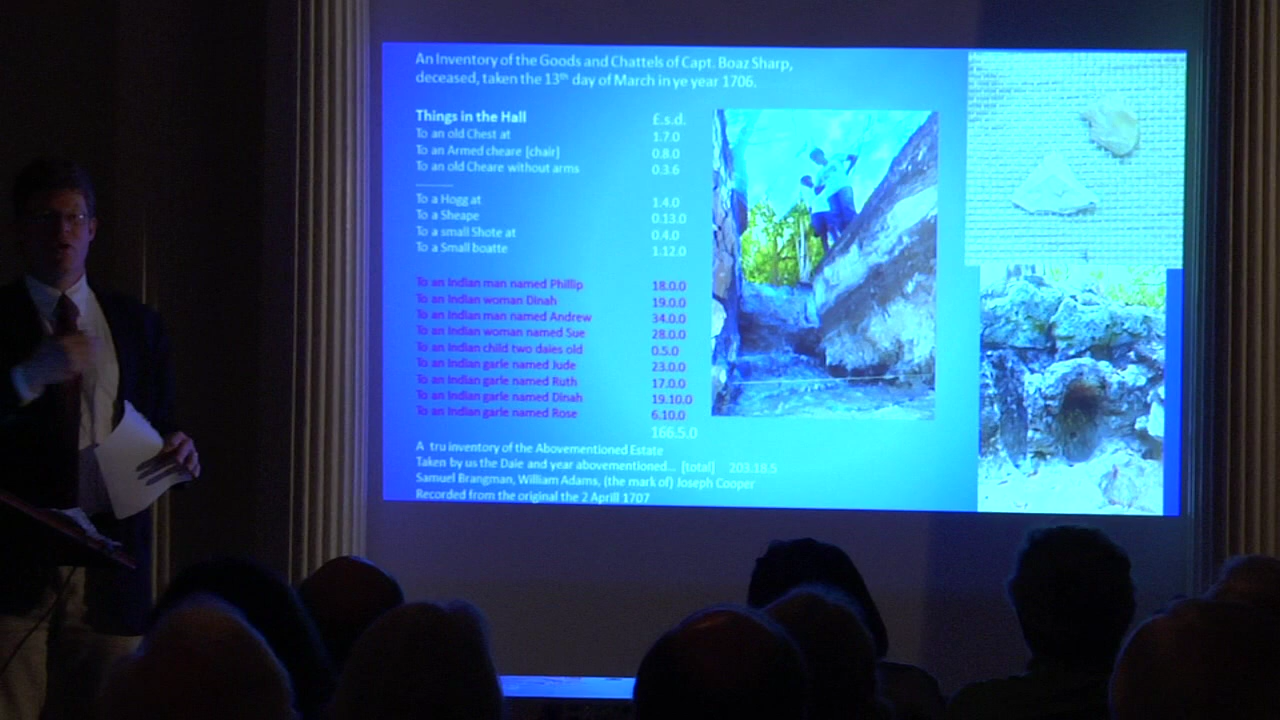 An Inventory of the Goods and Chattels of Capt. Boaz Sharp,
deceased, taken the 13th day of March in ye year 1706.
Things in the Hall £.s.d.
To an old Chest at 1.7.0
To an Armed cheare [chair] 0.8.0
To an old Cheare without arms 0.3.6
To a Hogg at 1.4.0
To a Sheape 0.13.0
To a small Shote at 0.4.0
To a Small boatte 1.12.0
To an Indian man named Phillip 18.0.0
To an Indian woman Dinah 19.0.0
To an Indian man named Andrew 34.0.0
To an Indian woman named Sue 28.0.0
To an Indian child two daies old 0.5.0
To an Indian garle named Jude 23.0.0
To an Indian garle named Ruth 17.0.0
To an Indian garle named Dinah 19.10.0
To an Indian garle named Rose 6.10.0
166.5.0
A tru inventory of the Abovementioned Estate
Taken by us the Daie and year abovementioned... [total] 203.18.5
Samuel Brangman, William Adams, (the mark of) Joseph Cooper
Recorded from the original the 2 Aprill 1707